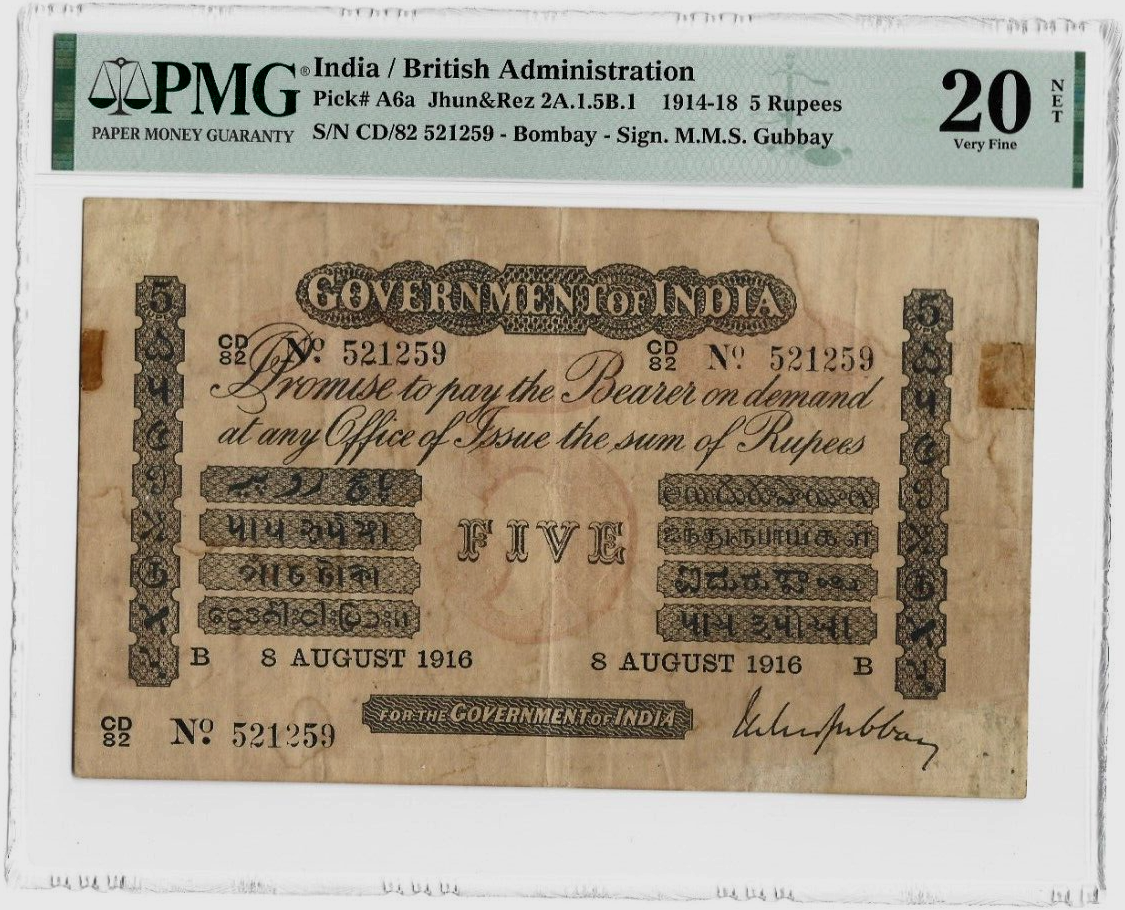 PMG®
PAPER MONEY GUARANTY
India / British Administration
Pick# A6a Jhun&Rez 2A.1.5B.1 1914-18 5 Rupees
S/N CD/82 521259 - Bombay - Sign. M.M.S. Gubbay
20
Very Fine
NET
GOVERNMENT OF INDIA
5
5
CD
82 Nº 521259
CD
82 Nº 521259
I Promise to pay the Bearer on demand
at any Office of Issue the sum of Rupees
FIVE
B 8 AUGUST 1916
8 AUGUST 1916 B
FOR THE GOVERNMENT OF INDIA
CD
82 Nº 521259